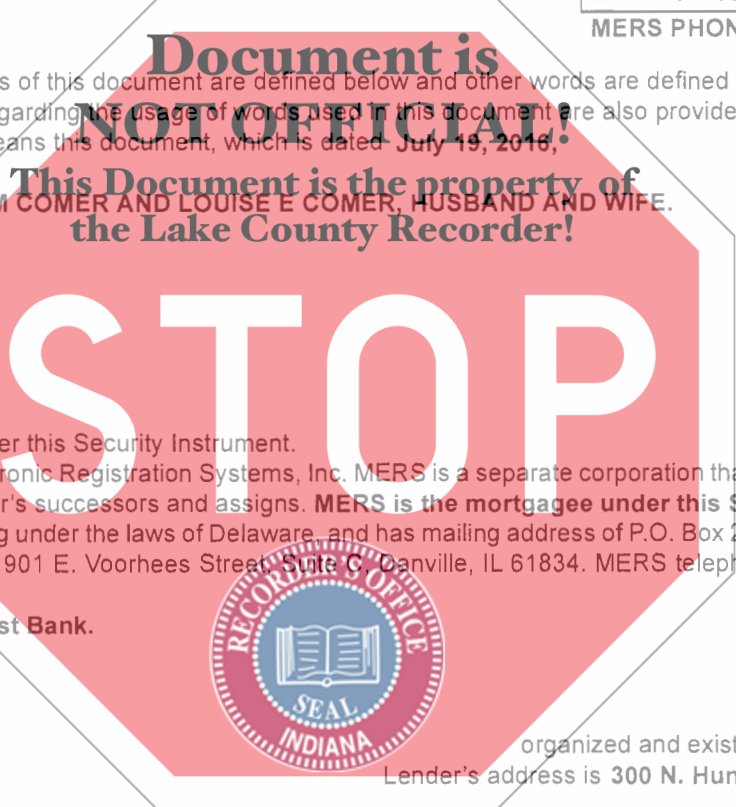 MERS PHON
Document is
s of this document are defined below and other words are defined
garding the usage of words used in this document are also provide
NOT OFFICIAL!
eans this document, which is dated July 19, 2016,
This Document is the property of
M COMER AND LOUISE E COMER, HUSBAND AND WIFE.
the Lake County Recorder!
STOP
er this Security Instrument.
ronic Registration Systems, Inc. MERS is a separate corporation tha
r's successors and assigns. MERS is the mortgagee under this S
g under the laws of Delaware, and has mailing address of P.O. Box 2
1901 E. Voorhees Street, Suite C, Danville, IL 61834. MERS teleph
st Bank.
RECORDER'S OFFICE
SEAL
INDIANA
organized and exist
Lender's address is 300 N. Hun